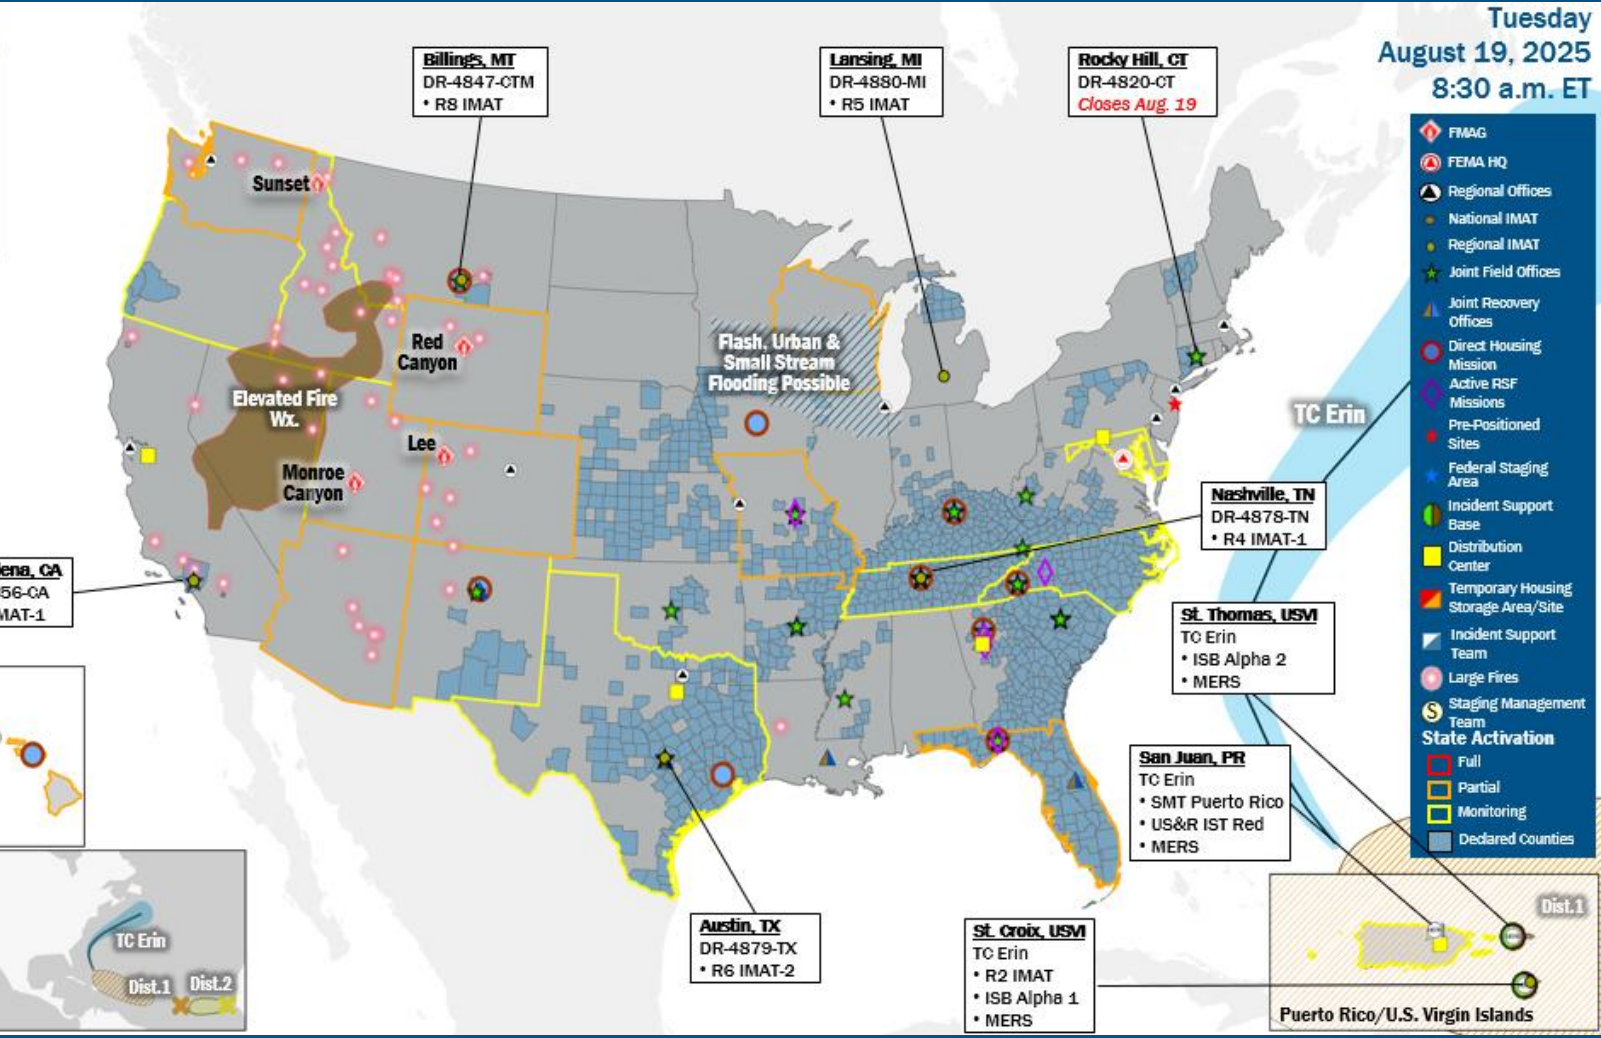 Tuesday
August 19, 2025
8:30 a.m. ET
Billings, MT
DR-4847-CTM
• R8 IMAT
Lansing, MI
DR-4880-MI
• R5 IMAT
Rocky Hill, CT
DR-4820-CT
Closes Aug. 19
FMAG
FEMA HQ
Regional Offices
National IMAT
Regional IMAT
Joint Field Offices
Joint Recovery
Offices
Direct Housing
Mission
Active RSF
Missions
Pre-Positioned
Sites
Federal Staging
Area
Incident Support
Base
Distribution
Center
Temporary Housing
Storage Area/Site
Incident Support
Team
Large Fires
S
Staging Management
Team
State Activation
Full
Partial
Monitoring
Declared Counties
Sunset
Red
Canyon
Flash, Urban &
Small Stream
Flooding Possible
Elevated Fire
Wx.
Lee
Monroe
Canyon
TC Erin
Nashville, TN
DR-4878-TN
• R4 IMAT-1
ena, CA
56-CA
MAT-1
St. Thomas, USVI
TC Erin
• ISB Alpha 2
• MERS
San Juan, PR
TC Erin
• SMT Puerto Rico
• US&R IST Red
• MERS
Austin, TX
DR-4879-TX
• R6 IMAT-2
St. Croix, USVI
TC Erin
• R2 IMAT
• ISB Alpha 1
• MERS
TC Erin
Dist.1
Dist.2
Dist.1
Puerto Rico/U.S. Virgin Islands